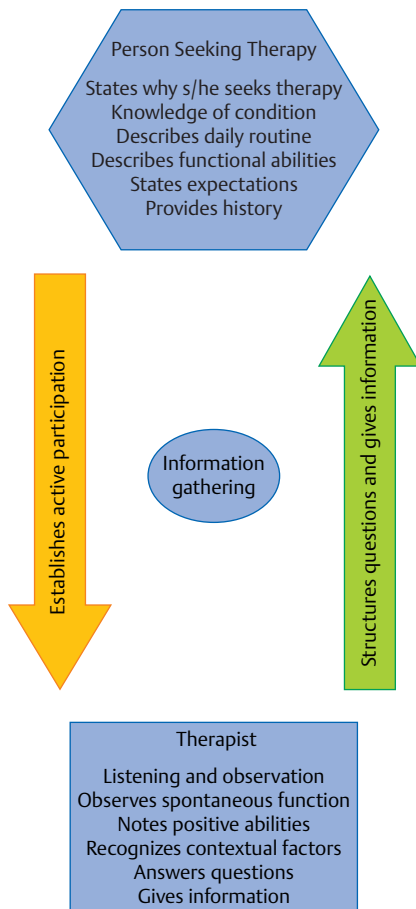 Person Seeking Therapy
States why s/he seeks therapy
Knowledge of condition
Describes daily routine
Describes functional abilities
States expectations
Provides history
Establishes active participation
Information
gathering
Structures questions and gives information
Therapist
Listening and observation
Observes spontaneous function
Notes positive abilities
Recognizes contextual factors
Answers questions
Gives information